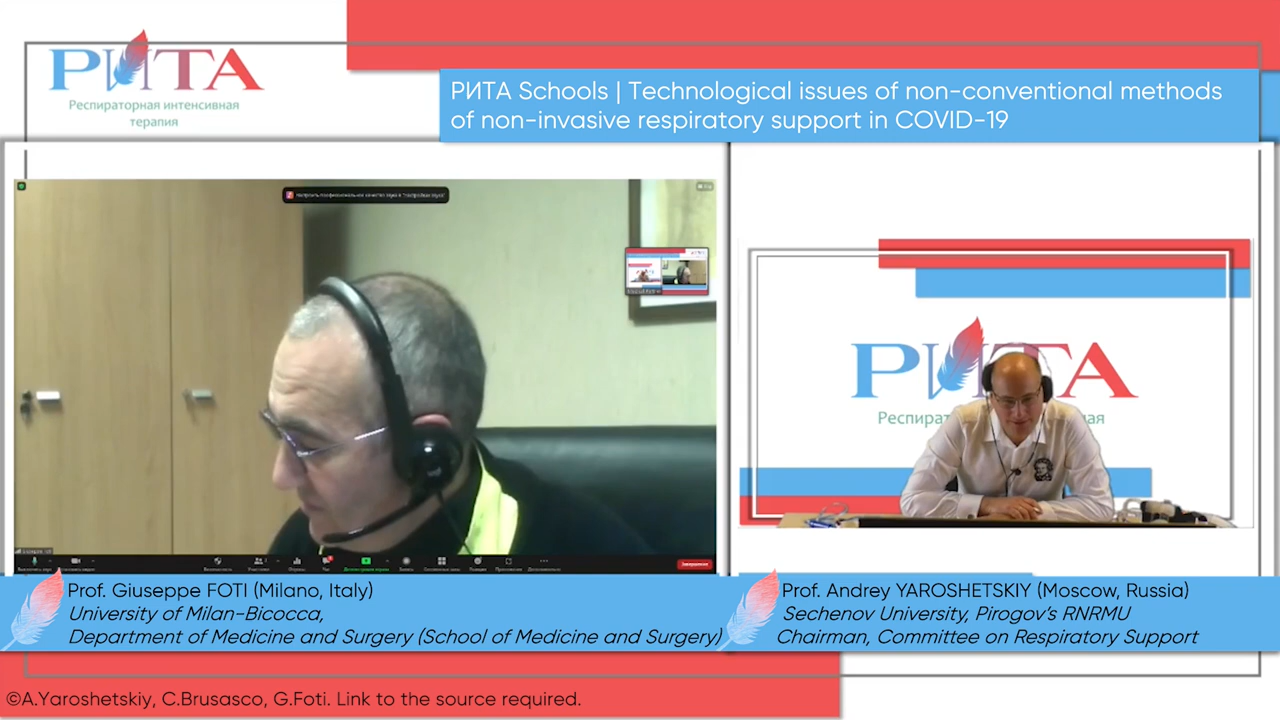 РИТА
Респираторная интенсивная
терапия
РИТА Schools | Technological issues of non-conventional methods
of non-invasive respiratory support in COVID-19
РИТА
Prof. Giuseppe FOTI (Milano, Italy)
University of Milan-Bicocca,
Department of Medicine and Surgery (School of Medicine and Surgery)
Prof. Andrey YAROSHETSKIY (Moscow, Russia)
Sechenov University, Pirogov's RNRMU
Chairman, Committee on Respiratory Support
©A.Yaroshetskiy, C.Brusasco, G.Foti. Link to the source required.